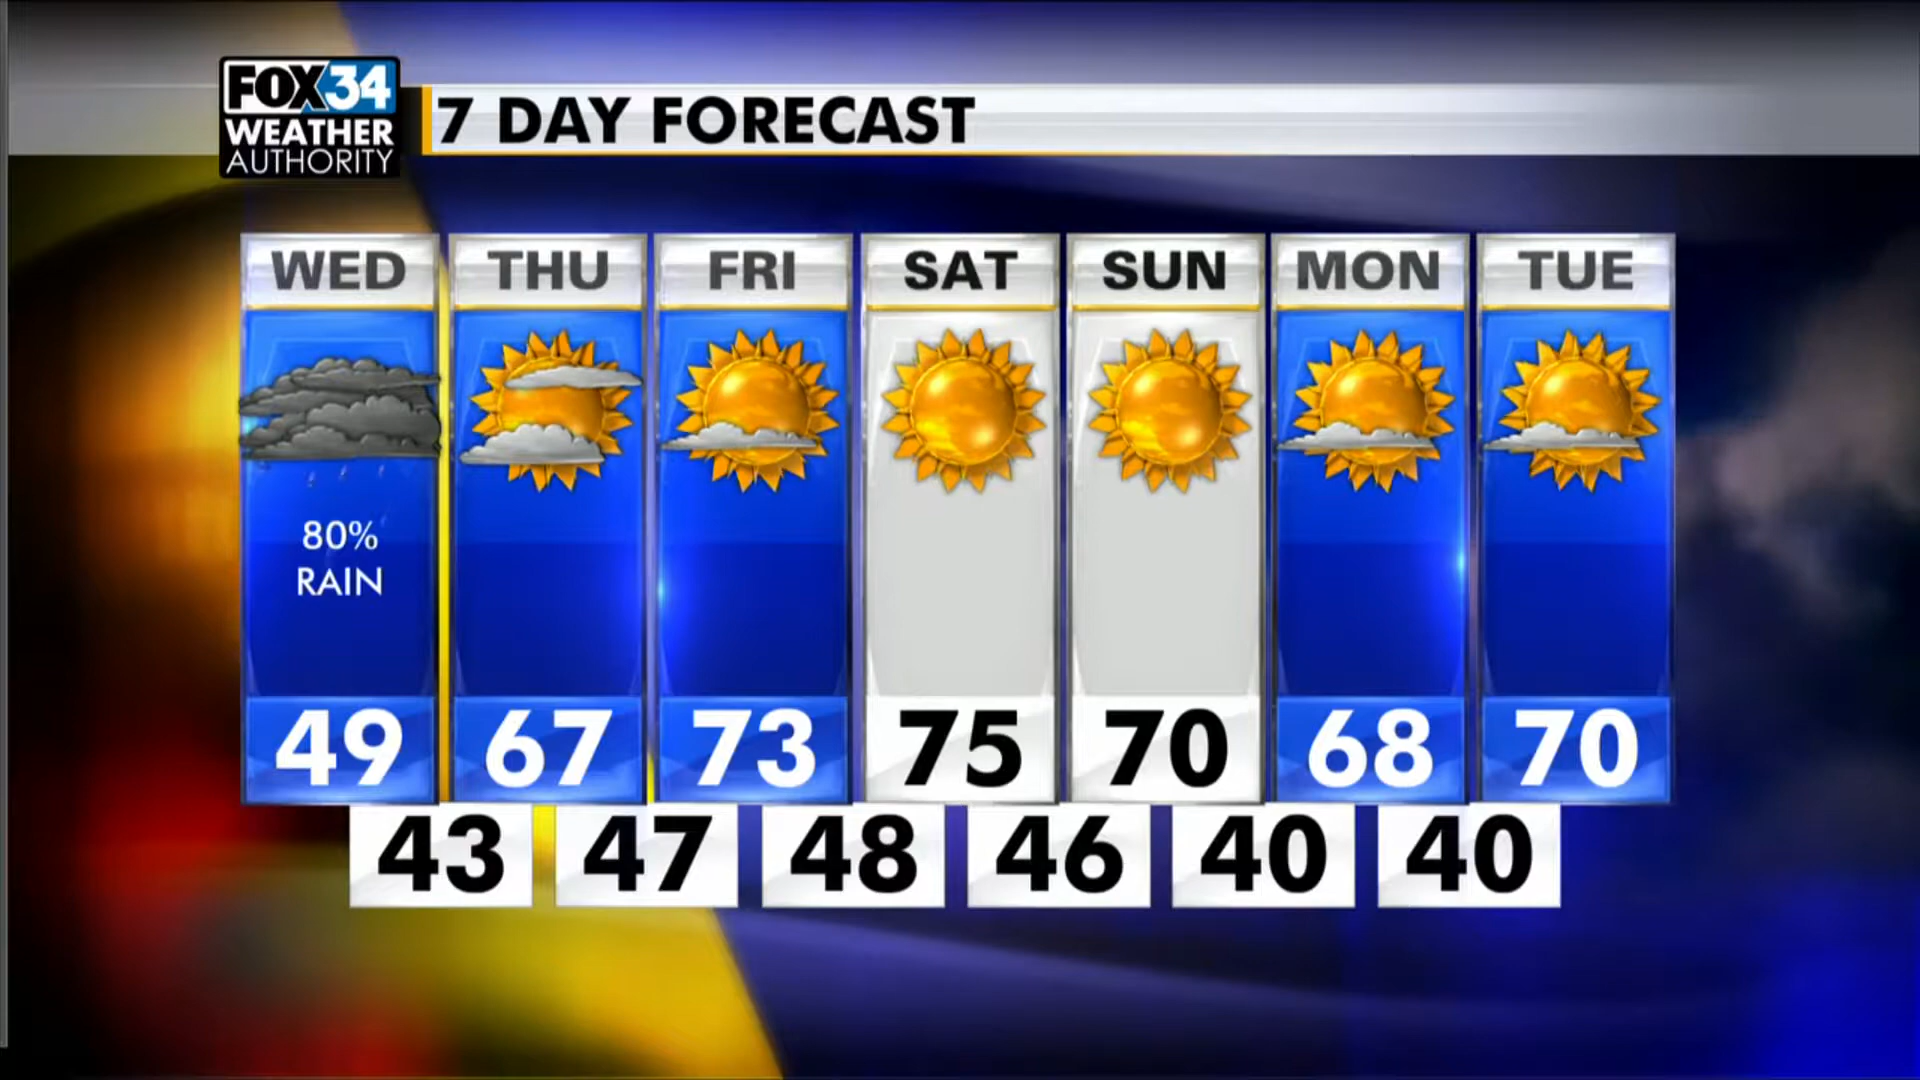 FOX34
WEATHER
AUTHORITY
7 DAY FORECAST
WED THU FRI SAT SUN MON TUE
80%
RAIN
49 67 73 75 70 68 70
43 47 48 46 40 40